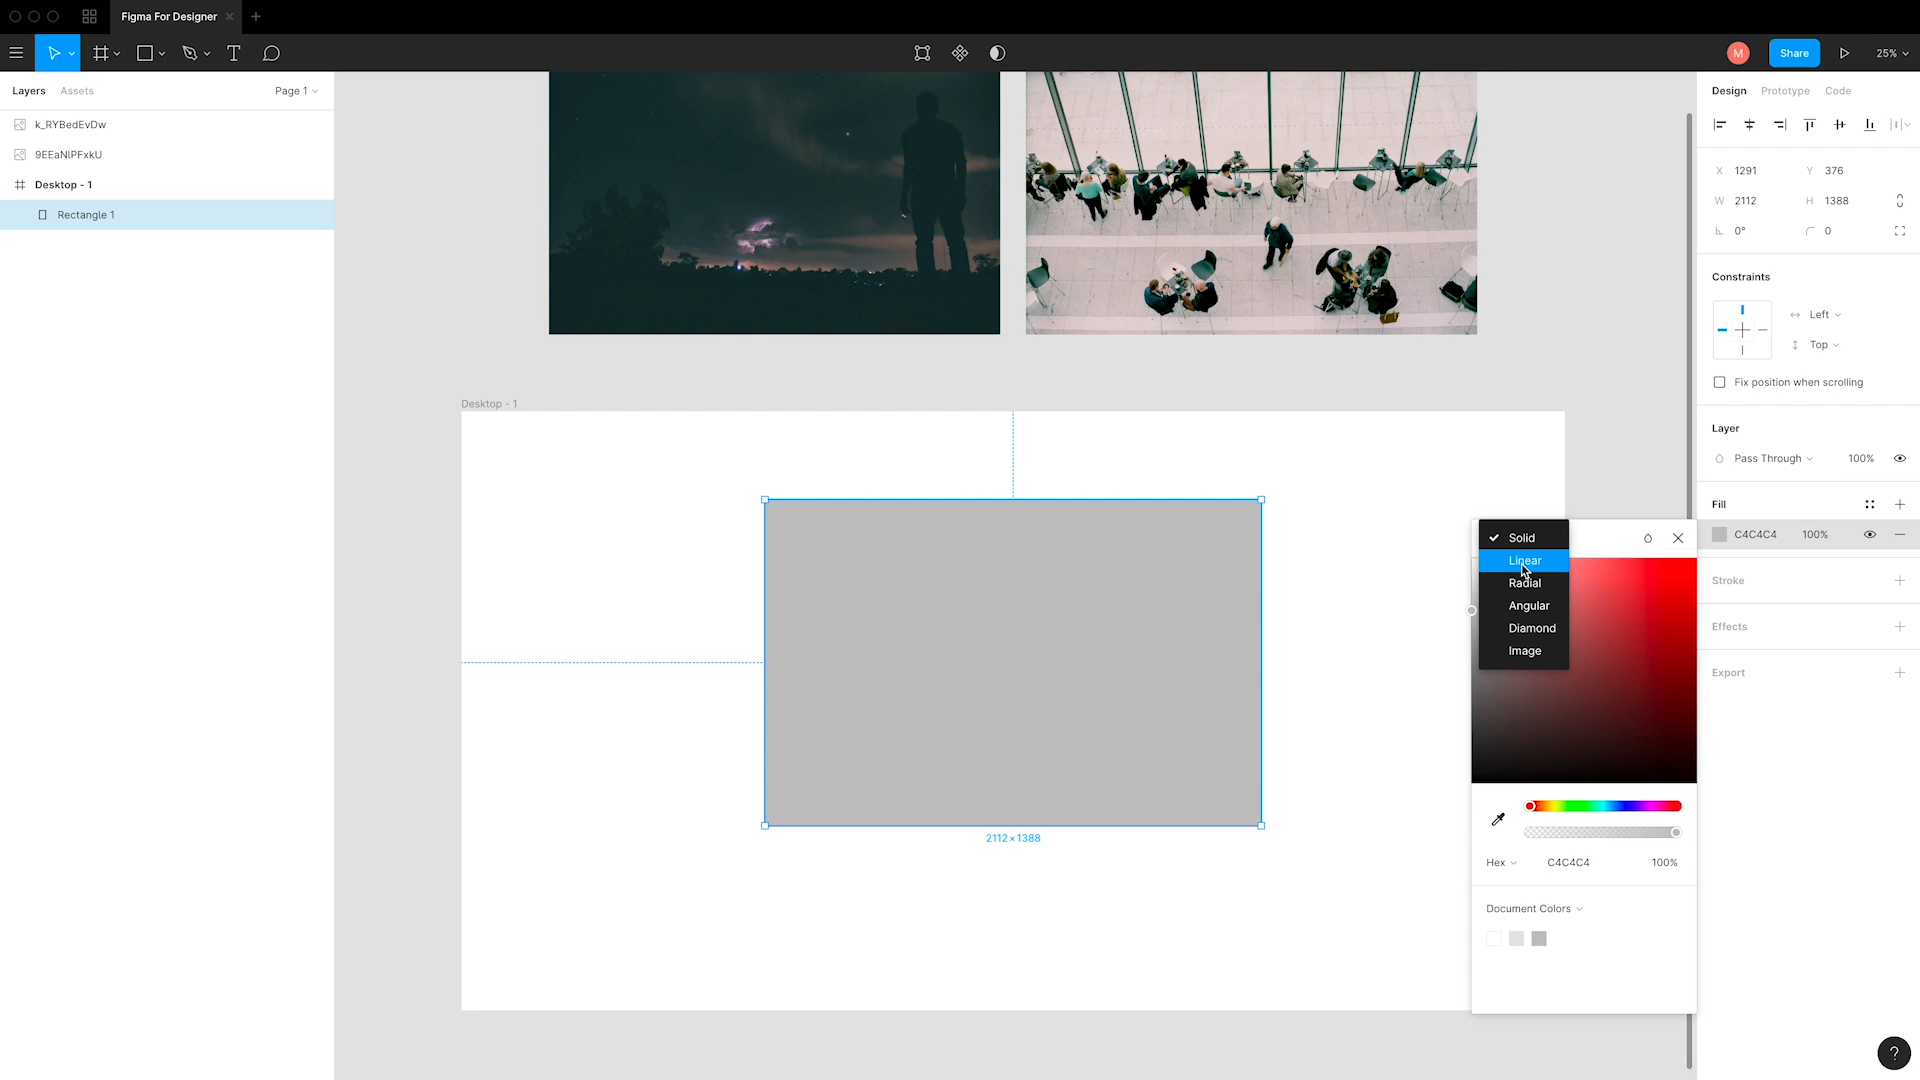 Figma For Designer
M
Share
25%
Layers
Assets
Page 1
Design
Prototype
Code
k_RYBedEvDw
9EEaNlPFxkU
Desktop - 1
Rectangle 1
X 1291
Y 376
W 2112
H 1388
0°
0
Constraints
Left
Top
Fix position when scrolling
Layer
Pass Through
100%
Fill
C4C4C4
100%
Stroke
Effects
Export
Desktop - 1
2112×1388
Solid
Linear
Radial
Angular
Diamond
Image
Hex
C4C4C4
100%
Document Colors
?